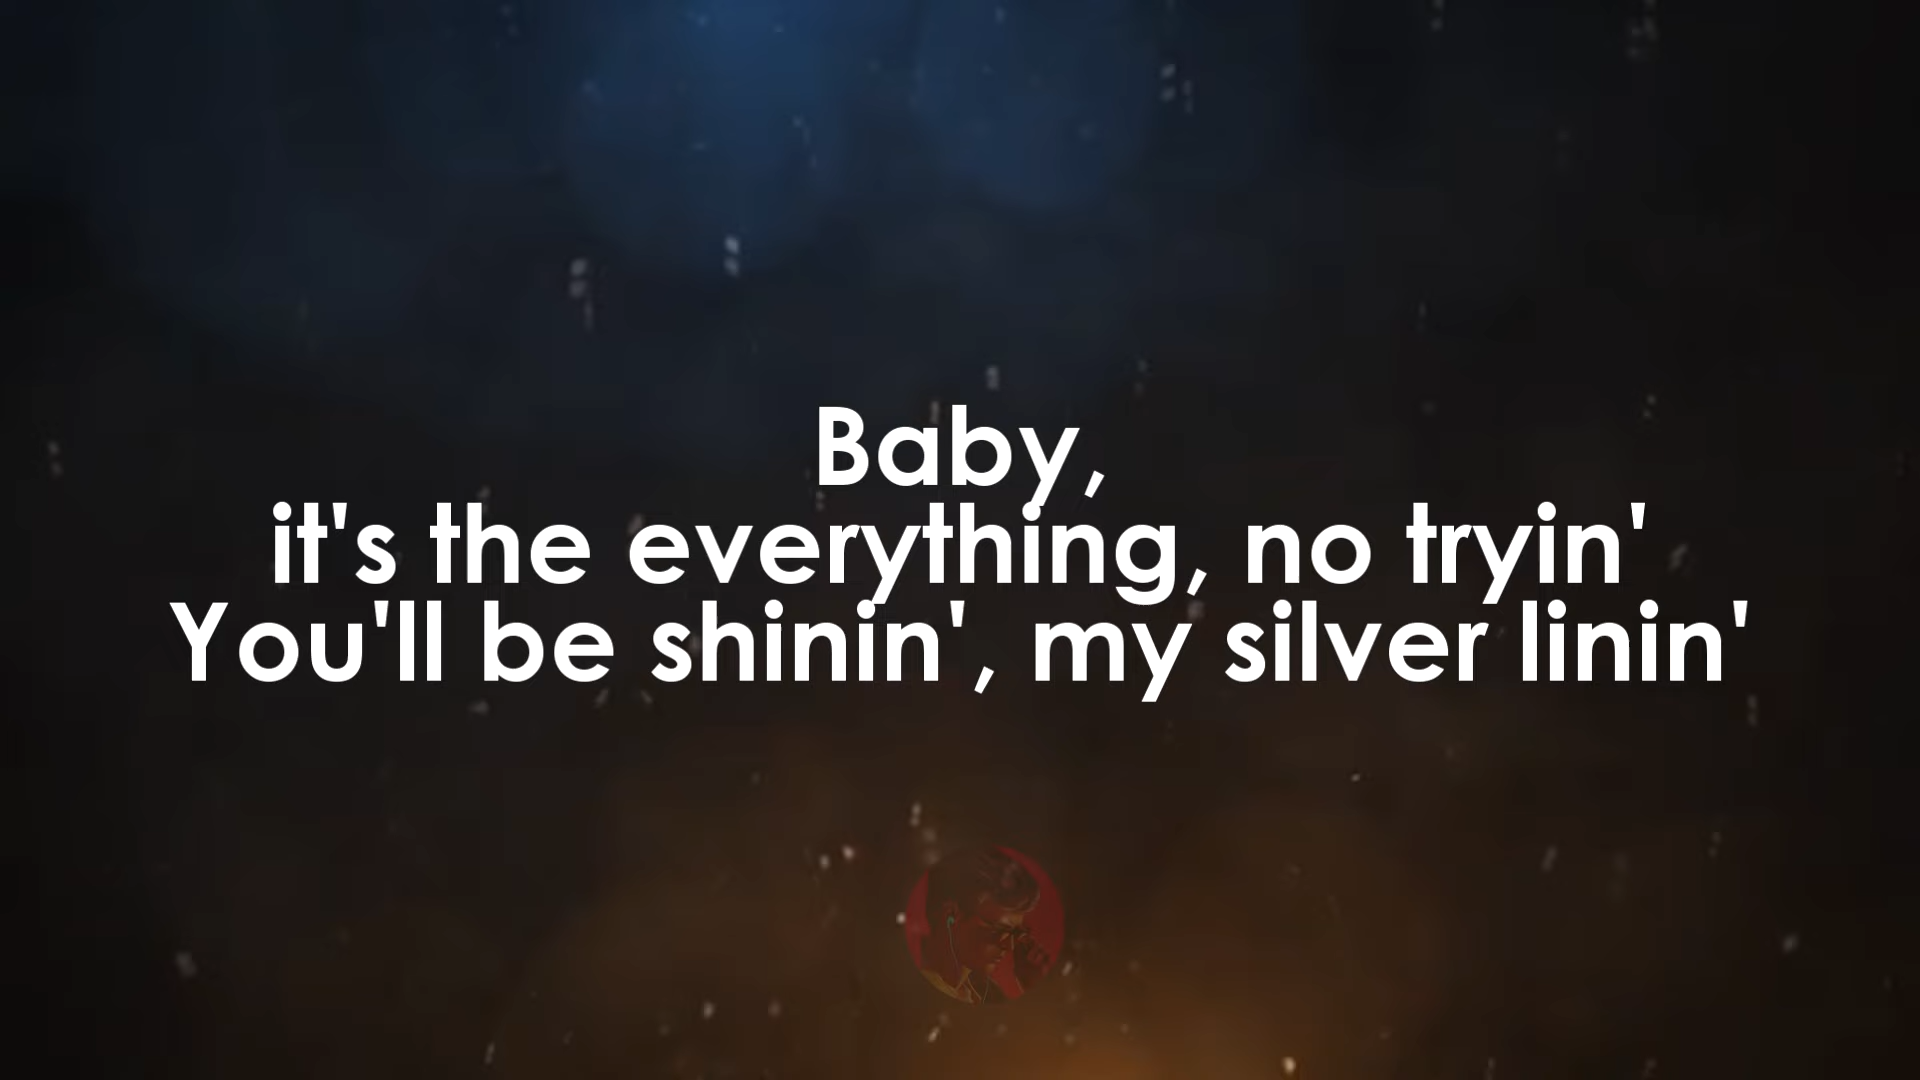 Baby,
it's the everything, no tryin'
You'll be shinin', my silver linin'